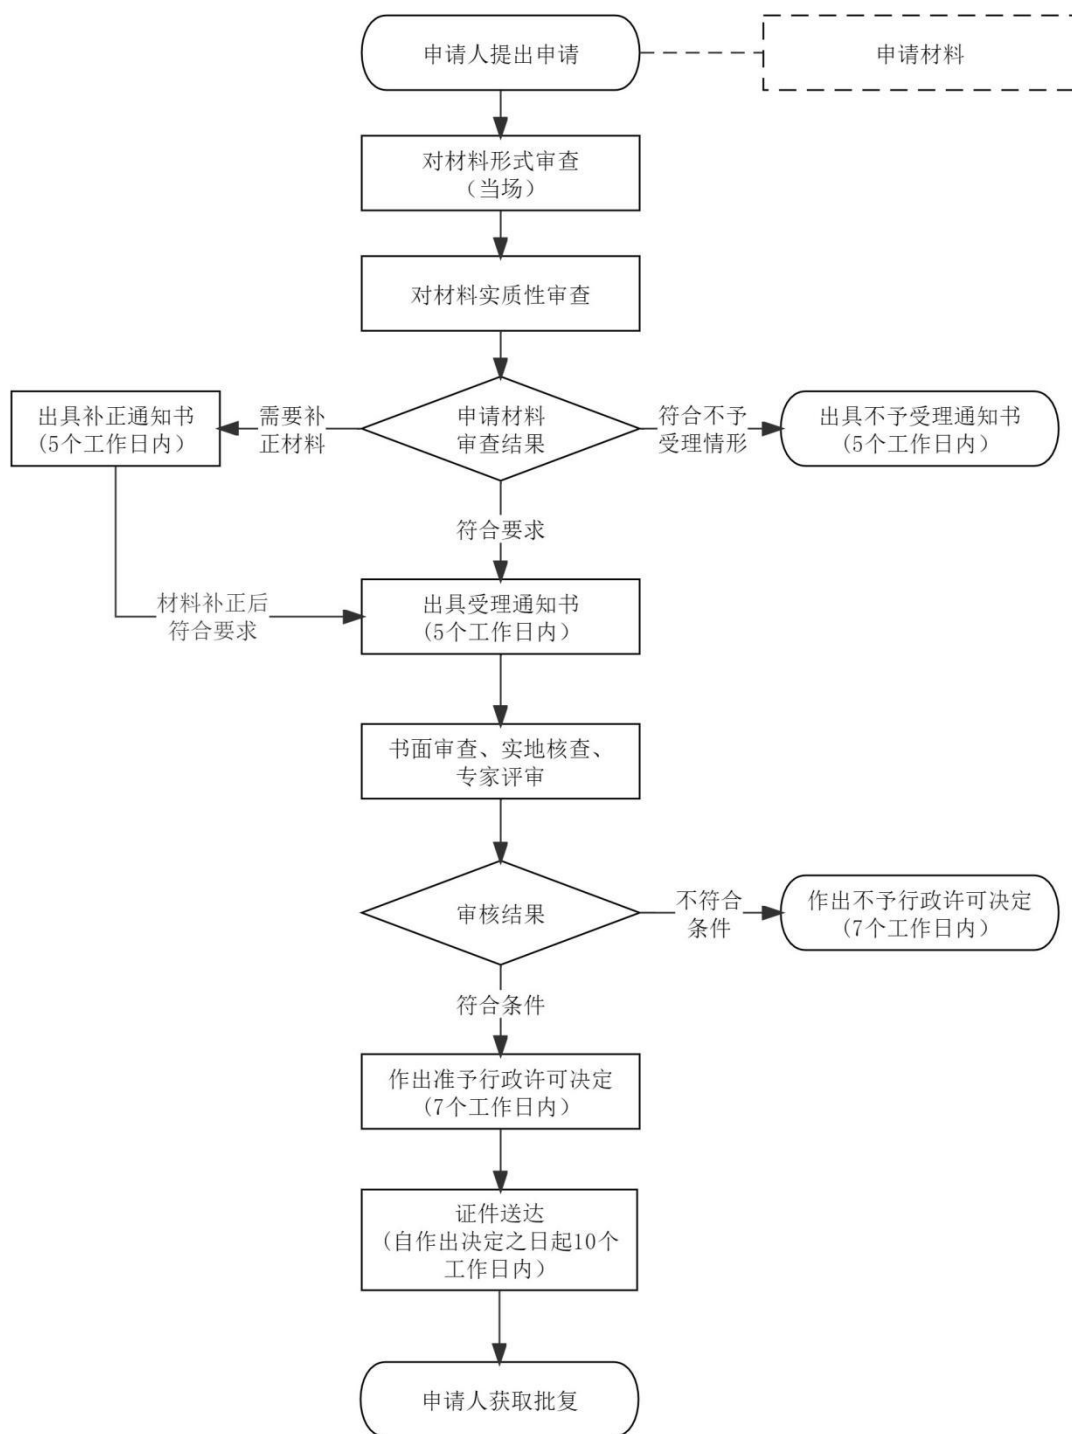 申请人提出申请
申请材料
对材料形式审查
（当场）
对材料实质性审查
申请材料
审查结果
需要补
正材料
出具补正通知书
(5个工作日内）
符合不予
受理情形
出具不予受理通知书
(5个工作日内）
符合要求
材料补正后
符合要求
出具受理通知书
(5个工作日内）
书面审查、实地核查、
专家评审
审核结果
不符合
条件
作出不予行政许可决定
(7个工作日内）
符合条件
作出准予行政许可决定
(7个工作日内）
证件送达
（自作出决定之日起10个
工作日内）
申请人获取批复